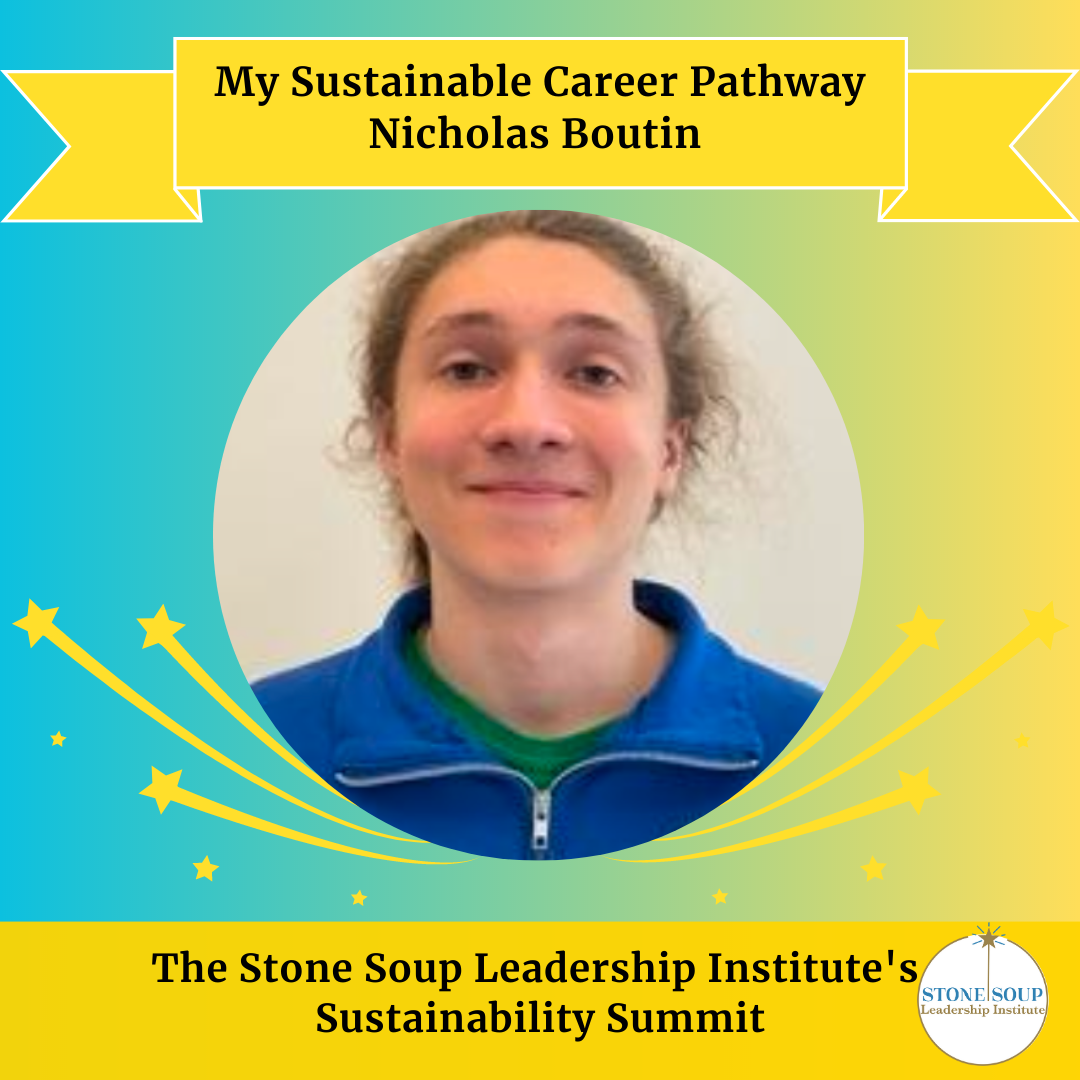 My Sustainable Career Pathway
Nicholas Boutin
The Stone Soup Leadership Institute's
Sustainability Summit
STONE SOUP
Leadership Institute